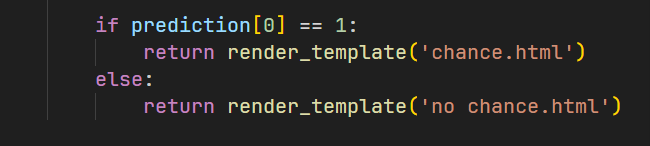 if prediction[0] == 1:
    return render_template('chance.html')
else:
    return render_template('no chance.html')